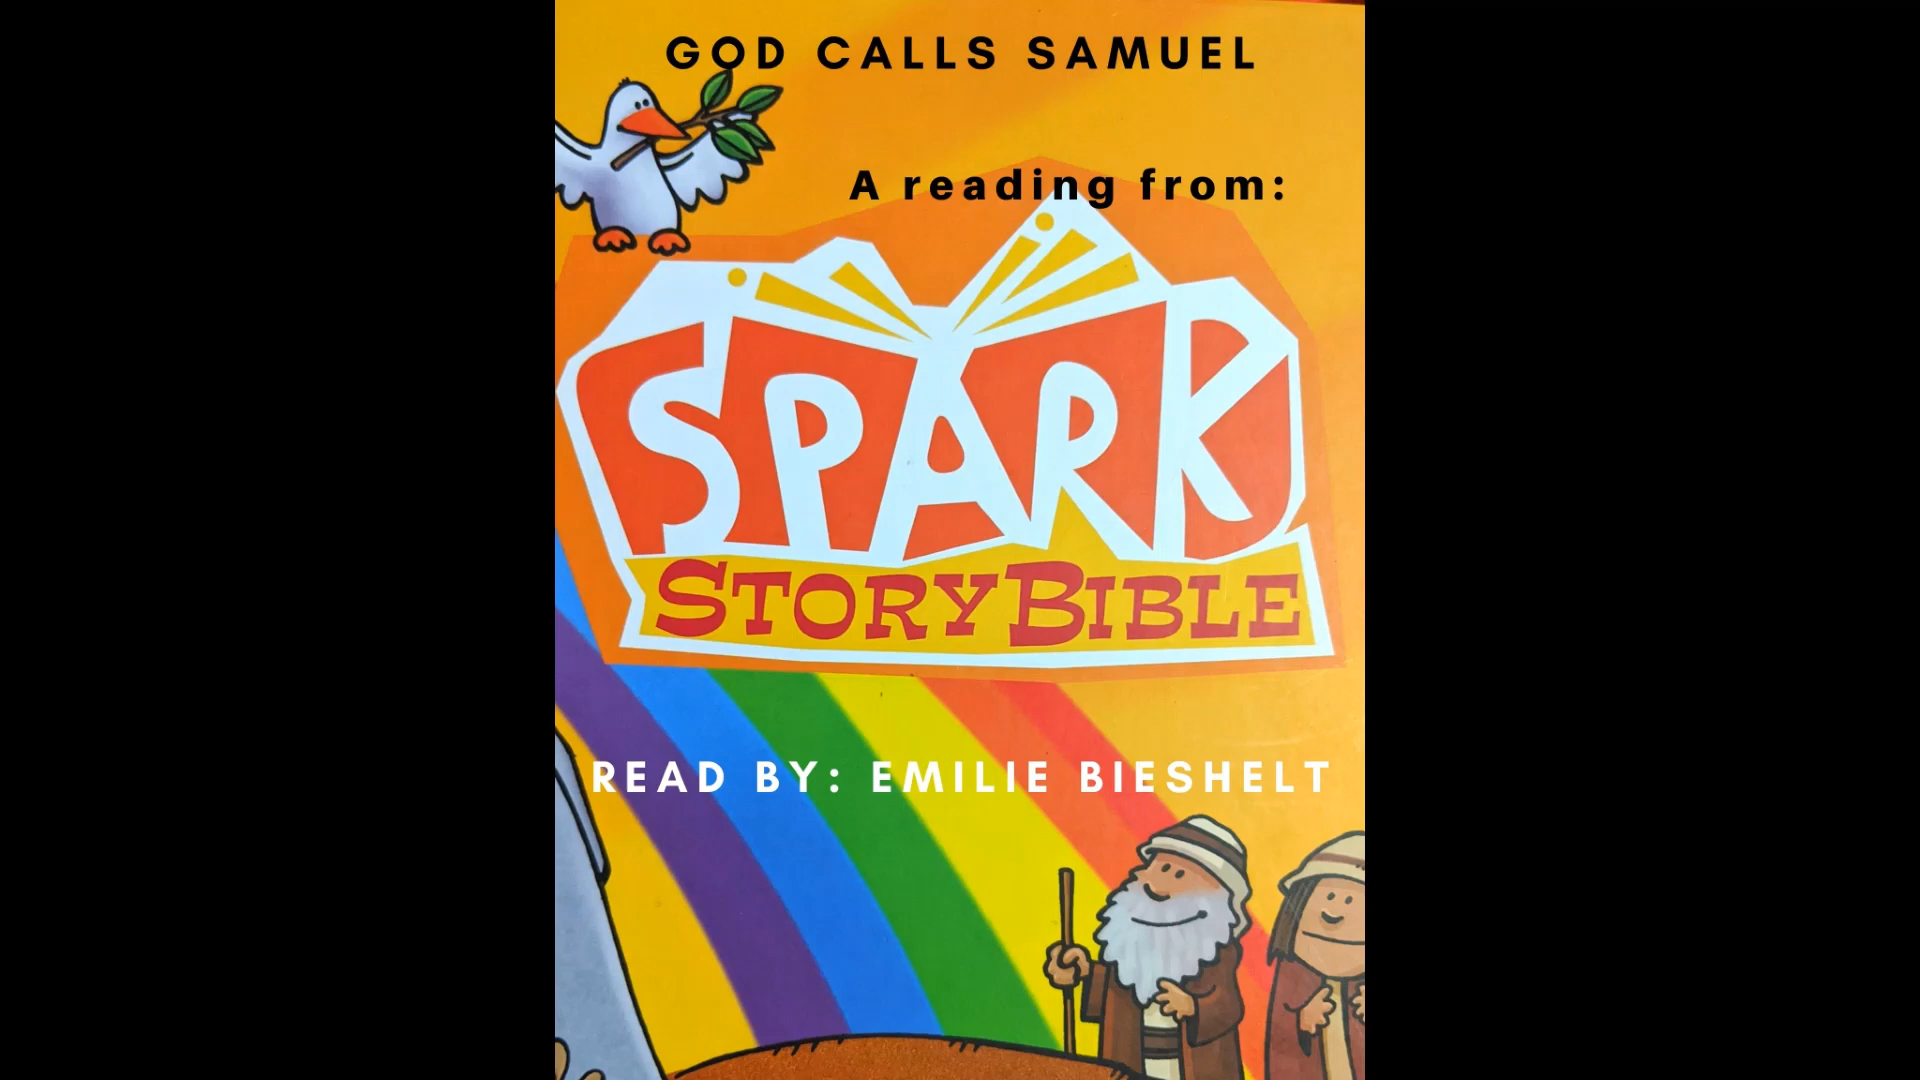 GOD CALLS SAMUEL
A reading from:
SPARK
STORY BIBLE
READ BY: EMILIE BIESHELT